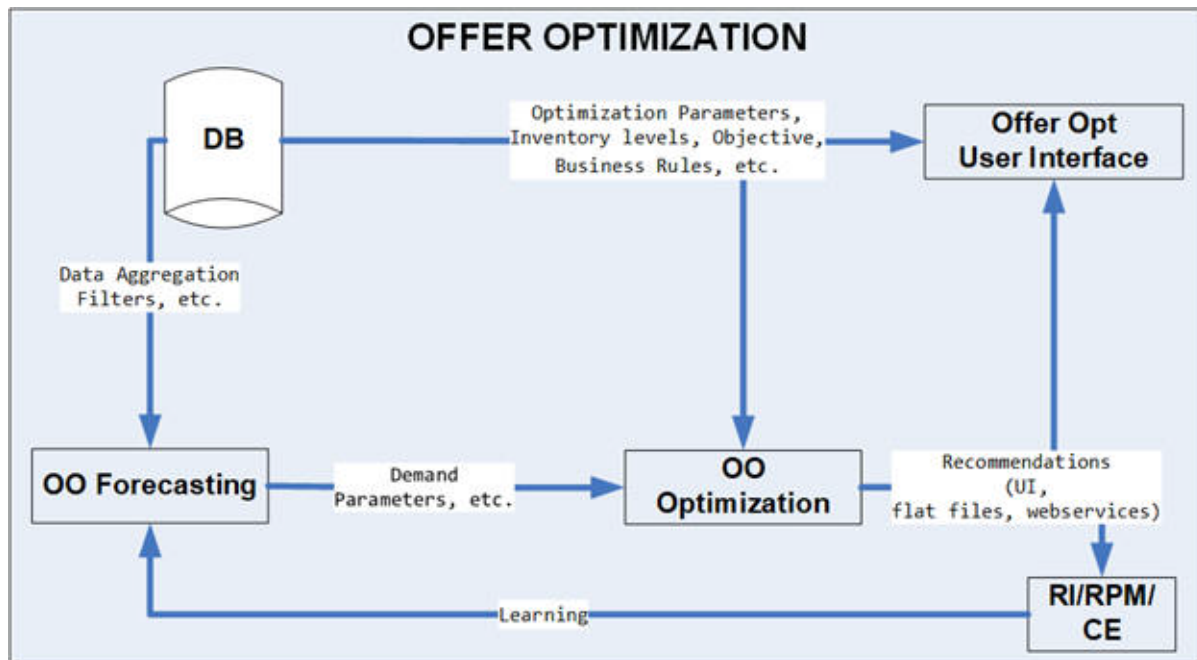 OFFER OPTIMIZATION
DB
Optimization Parameters,
Inventory levels, Objective,
Business Rules, etc.
Offer Opt
User Interface
Data Aggregation
Filters, etc.
OO Forecasting
Demand
Parameters, etc.
OO
Optimization
Recommendations
(UI,
flat files, webservices)
RI/RPM/
CE
Learning